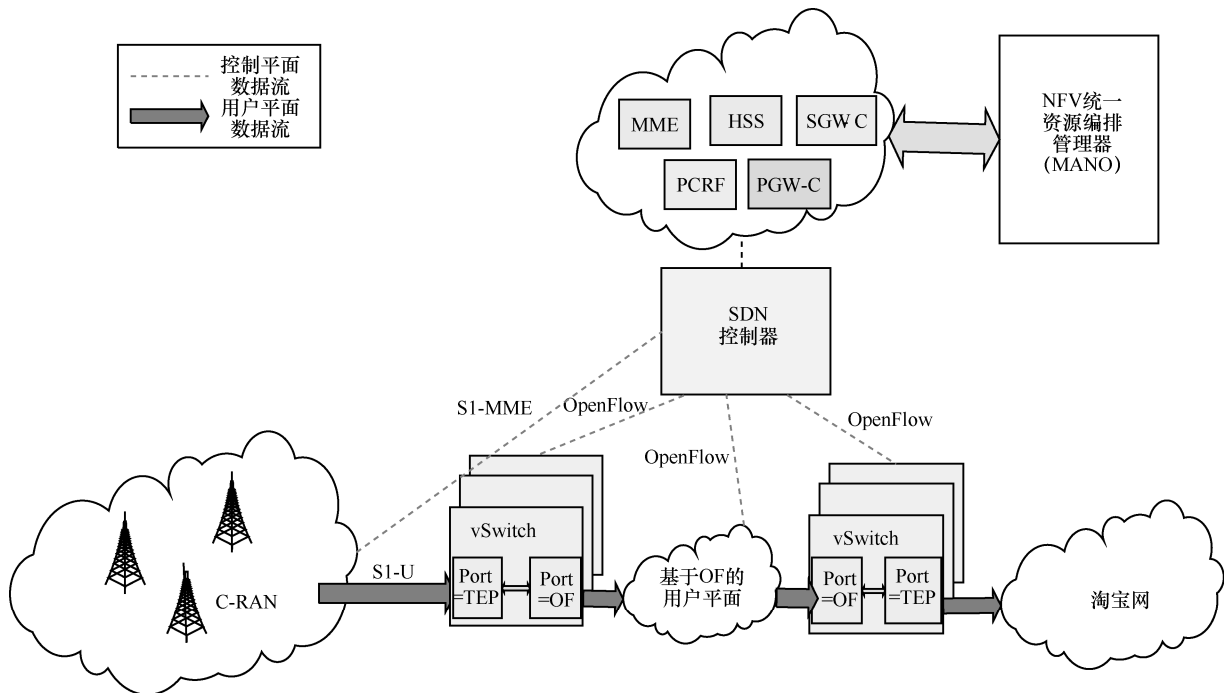 控制平面
数据流
用户平面
数据流
MME
HSS
SGW C
PCRF
PGW-C
NFV统一
资源编排
管理器
(MANO)
SDN
控制器
S1-MME
OpenFlow
OpenFlow
OpenFlow
C-RAN
S1-U
vSwitch
Port
=TEP
Port
=OF
基于OF的
用户平面
vSwitch
Port
=OF
Port
=TEP
淘宝网